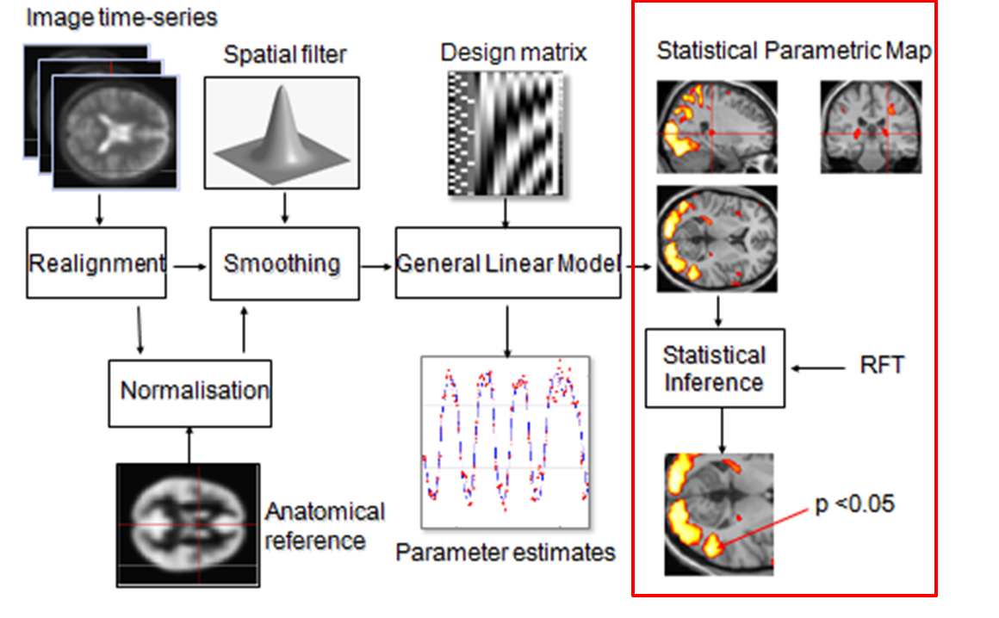 Image time-series
Spatial filter
Design matrix
Statistical Parametric Map
Realignment
Smoothing
General Linear Model
Statistical
Inference
RFT
Normalisation
Anatomical
reference
Parameter estimates
p <0.05